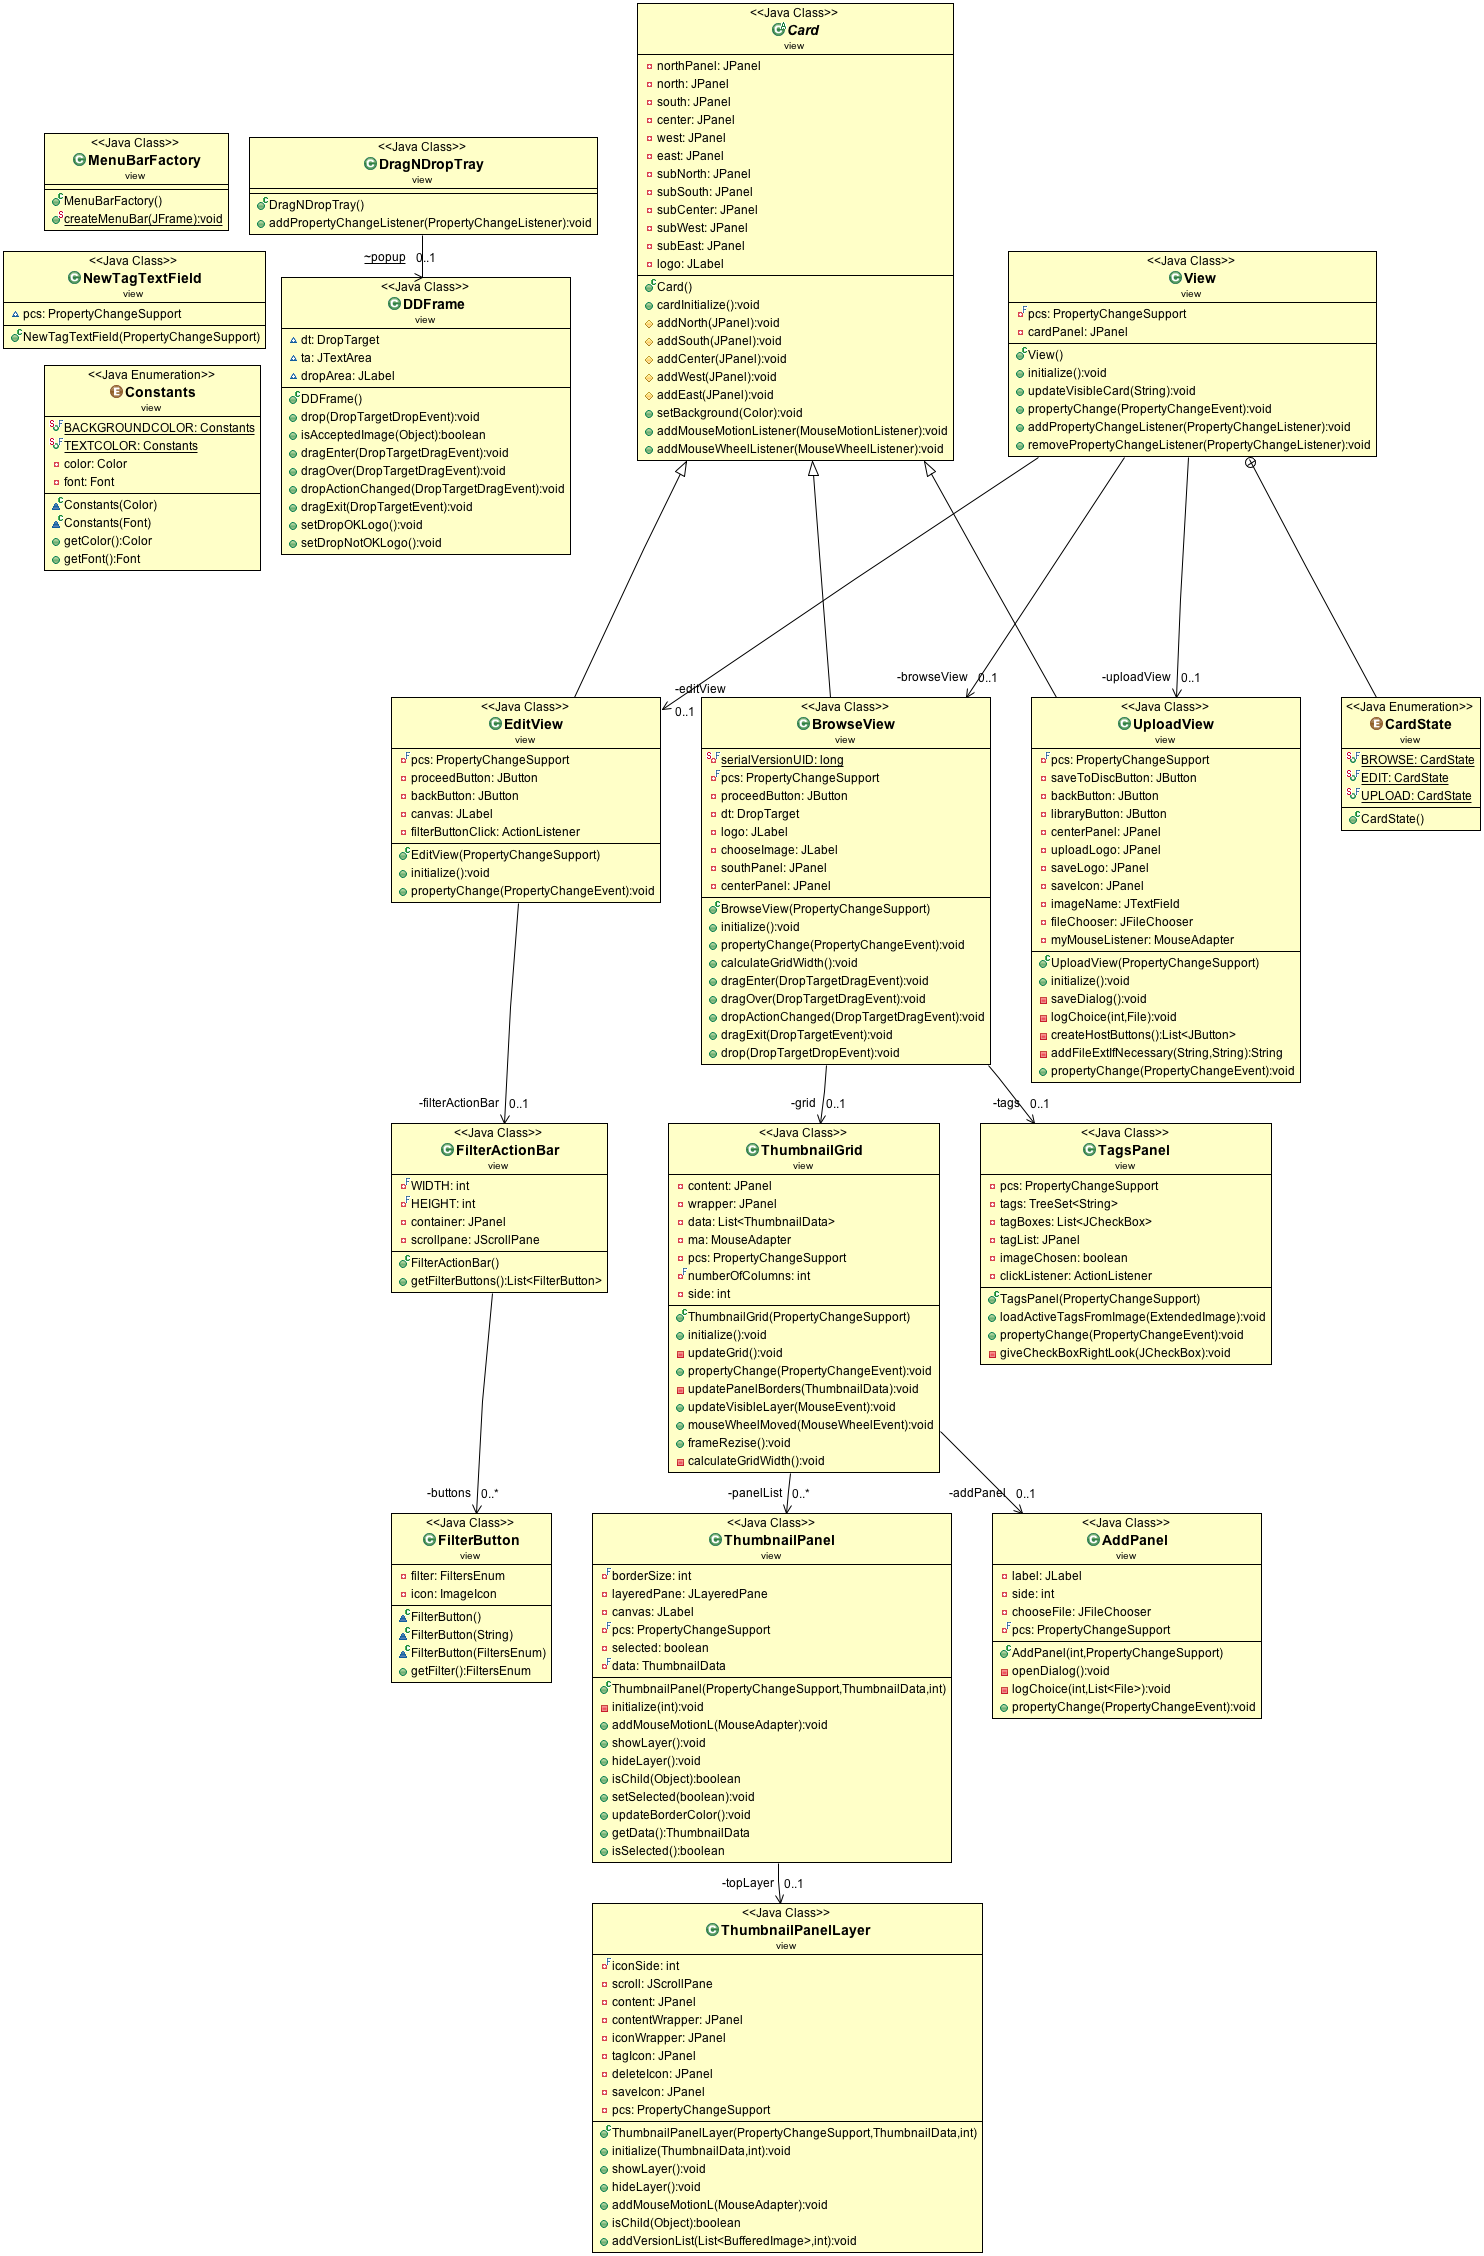 <<Java Class>>
Card
view
northPanel: JPanel
north: JPanel
south: JPanel
center: JPanel
west: JPanel
east: JPanel
subNorth: JPanel
subSouth: JPanel
subCenter: JPanel
subWest: JPanel
subEast: JPanel
logo: JLabel
Card()
cardInitialize():void
addNorth(JPanel):void
addSouth(JPanel):void
addCenter(JPanel):void
addWest(JPanel):void
addEast(JPanel):void
setBackground(Color):void
addMouseMotionListener(MouseMotionListener):void
addMouseWheelListener(MouseWheelListener):void
<<Java Class>>
MenuBarFactory
view
MenuBarFactory()
createMenuBar(JFrame):void
<<Java Class>>
DragNDropTray
view
DragNDropTray()
addPropertyChangeListener(PropertyChangeListener):void
~popup 0..1
<<Java Class>>
NewTagTextField
view
pcs: PropertyChangeSupport
NewTagTextField(PropertyChangeSupport)
<<Java Class>>
DDFrame
view
dt: DropTarget
ta: JTextArea
dropArea: JLabel
DDFrame()
drop(DropTargetDropEvent):void
isAcceptedImage(Object):boolean
dragEnter(DropTargetDragEvent):void
dragOver(DropTargetDragEvent):void
dropActionChanged(DropTargetDragEvent):void
dragExit(DropTargetEvent):void
setDropOKLogo():void
setDropNotOKLogo():void
<<Java Enumeration>>
Constants
view
BACKGROUNDCOLOR: Constants
TEXTCOLOR: Constants
color: Color
font: Font
Constants(Color)
Constants(Font)
getColor():Color
getFont():Font
<<Java Class>>
View
view
pcs: PropertyChangeSupport
cardPanel: JPanel
View()
initialize():void
updateVisibleCard(String):void
propertyChange(PropertyChangeEvent):void
addPropertyChangeListener(PropertyChangeListener):void
removePropertyChangeListener(PropertyChangeListener):void
-editView
0..1
-browseView 0..1
-uploadView 0..1
<<Java Class>>
EditView
view
pcs: PropertyChangeSupport
proceedButton: JButton
backButton: JButton
canvas: JLabel
filterButtonClick: ActionListener
EditView(PropertyChangeSupport)
initialize():void
propertyChange(PropertyChangeEvent):void
<<Java Class>>
BrowseView
view
serialVersionUID: long
pcs: PropertyChangeSupport
proceedButton: JButton
dt: DropTarget
logo: JLabel
chooseImage: JLabel
southPanel: JPanel
centerPanel: JPanel
BrowseView(PropertyChangeSupport)
initialize():void
propertyChange(PropertyChangeEvent):void
calculateGridWidth():void
dragEnter(DropTargetDragEvent):void
dragOver(DropTargetDragEvent):void
dropActionChanged(DropTargetDragEvent):void
dragExit(DropTargetEvent):void
drop(DropTargetDropEvent):void
<<Java Class>>
UploadView
view
pcs: PropertyChangeSupport
saveToDiscButton: JButton
backButton: JButton
libraryButton: JButton
centerPanel: JPanel
uploadLogo: JPanel
saveLogo: JPanel
saveIcon: JPanel
imageName: JTextField
fileChooser: JFileChooser
myMouseListener: MouseAdapter
UploadView(PropertyChangeSupport)
initialize():void
saveDialog():void
logChoice(int,File):void
createHostButtons():List<JButton>
addFileExtIfNecessary(String,String):String
propertyChange(PropertyChangeEvent):void
<<Java Enumeration>>
CardState
view
BROWSE: CardState
EDIT: CardState
UPLOAD: CardState
CardState()
-filterActionBar 0..1
-grid 0..1
-tags 0..1
<<Java Class>>
FilterActionBar
view
WIDTH: int
HEIGHT: int
container: JPanel
scrollpane: JScrollPane
FilterActionBar()
getFilterButtons():List<FilterButton>
<<Java Class>>
ThumbnailGrid
view
content: JPanel
wrapper: JPanel
data: List<ThumbnailData>
ma: MouseAdapter
pcs: PropertyChangeSupport
numberOfColumns: int
side: int
ThumbnailGrid(PropertyChangeSupport)
initialize():void
updateGrid():void
propertyChange(PropertyChangeEvent):void
updatePanelBorders(ThumbnailData):void
updateVisibleLayer(MouseEvent):void
mouseWheelMoved(MouseWheelEvent):void
frameRezise():void
calculateGridWidth():void
<<Java Class>>
TagsPanel
view
pcs: PropertyChangeSupport
tags: TreeSet<String>
tagBoxes: List<JCheckBox>
tagList: JPanel
imageChosen: boolean
clickListener: ActionListener
TagsPanel(PropertyChangeSupport)
loadActiveTagsFromImage(ExtendedImage):void
propertyChange(PropertyChangeEvent):void
giveCheckBoxRightLook(JCheckBox):void
-buttons 0..*
-panelList 0..*
-addPanel 0..1
<<Java Class>>
FilterButton
view
filter: FiltersEnum
icon: ImageIcon
FilterButton()
FilterButton(String)
FilterButton(FiltersEnum)
getFilter():FiltersEnum
<<Java Class>>
ThumbnailPanel
view
borderSize: int
layeredPane: JLayeredPane
canvas: JLabel
pcs: PropertyChangeSupport
selected: boolean
data: ThumbnailData
ThumbnailPanel(PropertyChangeSupport,ThumbnailData,int)
initialize(int):void
addMouseMotionL(MouseAdapter):void
showLayer():void
hideLayer():void
isChild(Object):boolean
setSelected(boolean):void
updateBorderColor():void
getData():ThumbnailData
isSelected():boolean
<<Java Class>>
AddPanel
view
label: JLabel
side: int
chooseFile: JFileChooser
pcs: PropertyChangeSupport
AddPanel(int,PropertyChangeSupport)
openDialog():void
logChoice(int,List<File>):void
propertyChange(PropertyChangeEvent):void
-topLayer 0..1
<<Java Class>>
ThumbnailPanelLayer
view
iconSide: int
scroll: JScrollPane
content: JPanel
contentWrapper: JPanel
iconWrapper: JPanel
tagIcon: JPanel
deleteIcon: JPanel
saveIcon: JPanel
pcs: PropertyChangeSupport
ThumbnailPanelLayer(PropertyChangeSupport,ThumbnailData,int)
initialize(ThumbnailData,int):void
showLayer():void
hideLayer():void
addMouseMotionL(MouseAdapter):void
isChild(Object):boolean
addVersionList(List<BufferedImage>,int):void